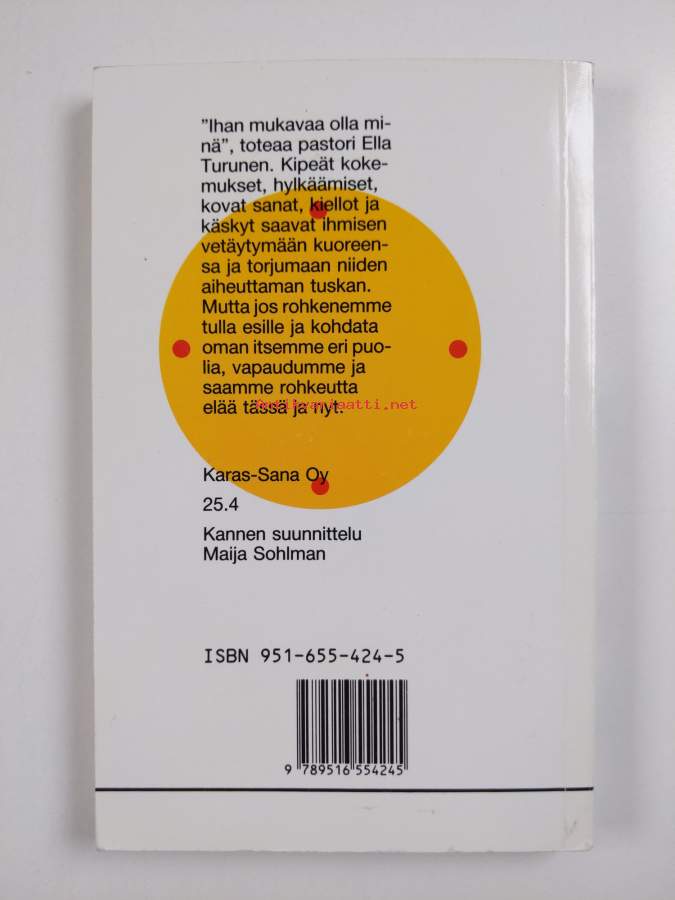 "Ihan mukavaa olla mi-
nä", toteaa pastori Ella
Turunen. Kipeät koke-
mukset, hylkäämiset,
kovat sanat, kiellot ja
käskyt saavat ihmisen
vetäytymään kuoreen-
sa ja torjumaan niiden
aiheuttaman tuskan.
Mutta jos rohkenemme
tulla esille ja kohdata
oman itsemme eri puo-
lia, vapaudumme ja
saamme rohkeutta
elää tässä ja nyt.
Antikvariaatti.net
Karas-Sana Oy
25.4
Kannen suunnittelu
Maija Sohlman
ISBN 951-655-424-5
9 789516 554245